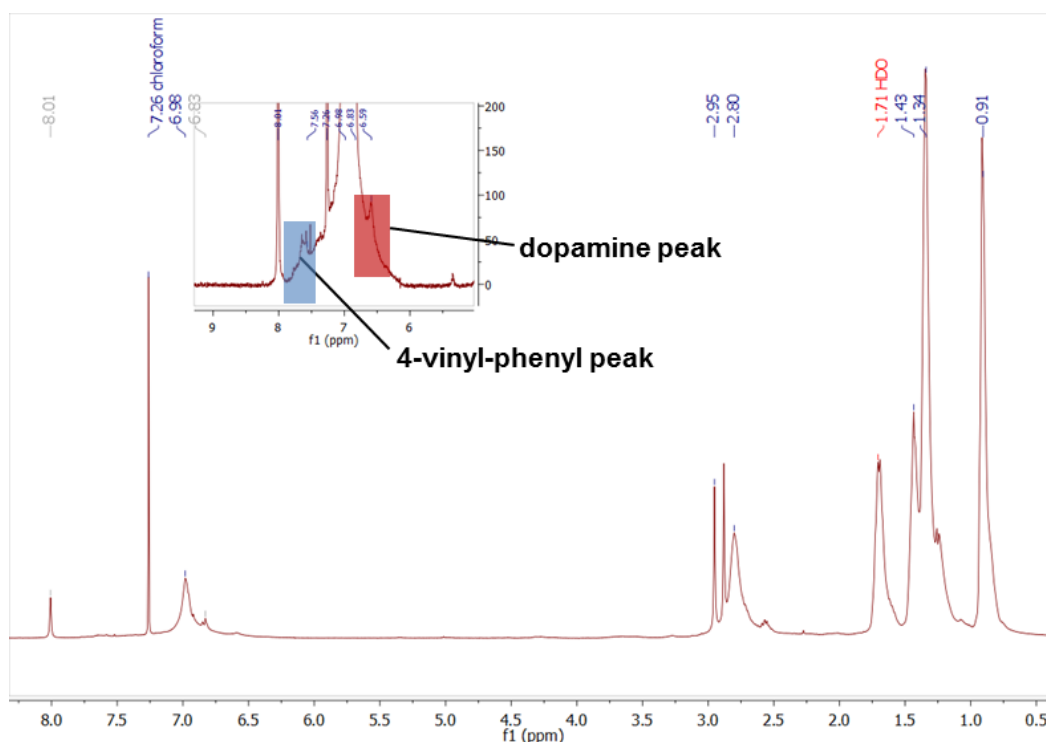 8.01
7.26 chloroform
6.98
6.83
2.95
2.80
1.71 HDO
1.43
1.34
0.91
8.01
7.56
7.26
6.98
6.83
6.59
200
150
100
50
0
9 8 7 6
f1 (ppm)
dopamine peak
4-vinyl-phenyl peak
8.0 7.5 7.0 6.5 6.0 5.5 5.0 4.5 4.0 3.5 3.0 2.5 2.0 1.5 1.0 0.5
f1 (ppm)